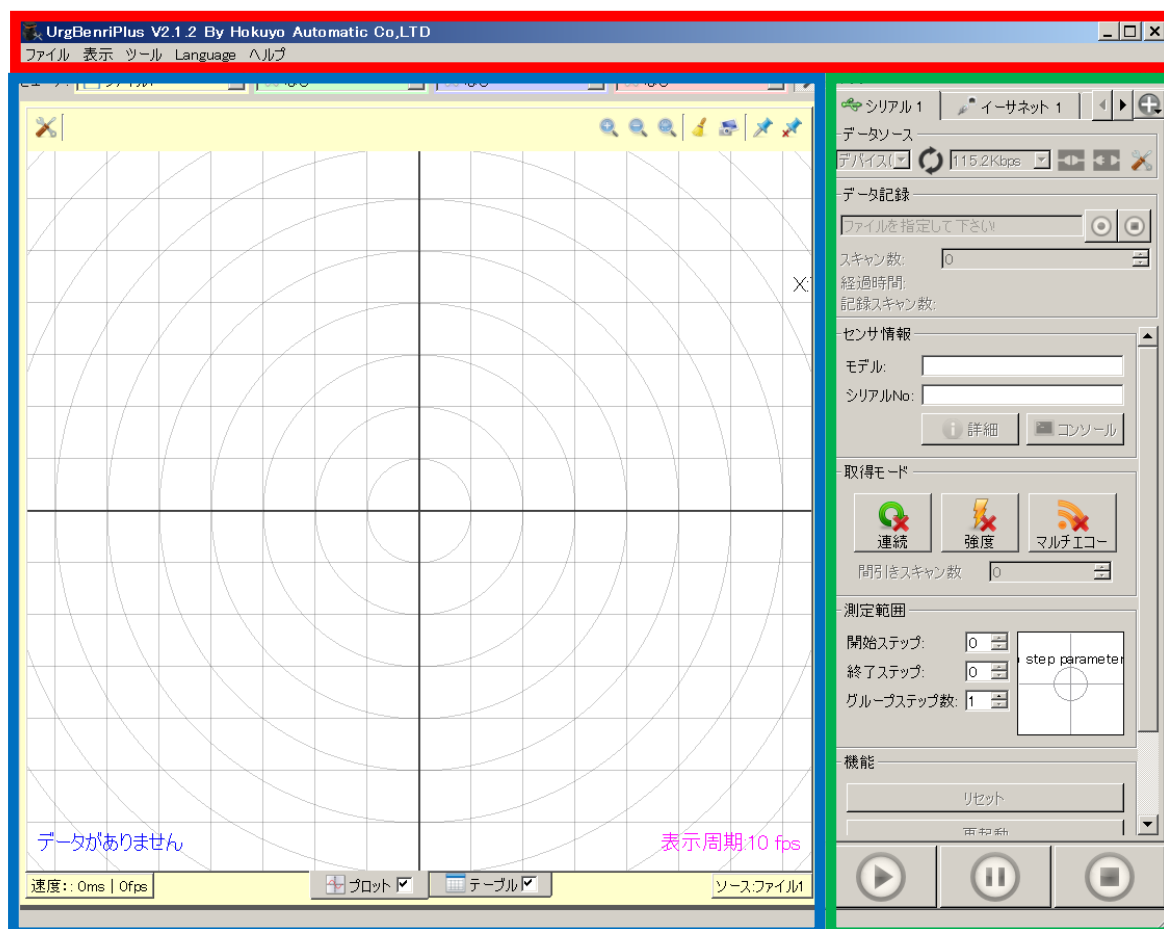 UrgBenriPlus V2.1.2 By Hokuyo Automatic Co,LTD
ファイル 表示 ツール Language ヘルプ
シリアル 1 イーサネット 1
データソース
デバイス( 115.2Kbps
データ記録
ファイルを指定して下さい!
スキャン数: 0
経過時間:
記録スキャン数:
センサ情報
モデル:
シリアルNo:
詳細 コンソール
取得モード
連続 強度 マルチエコー
間引きスキャン数 0
測定範囲
開始ステップ: 0
終了ステップ: 0
グループステップ数: 1
step parameter
機能
リセット
再起動
X:
データがありません
表示周期:10 fps
速度:: 0ms | 0fps
プロット テーブル
ソース:ファイル1